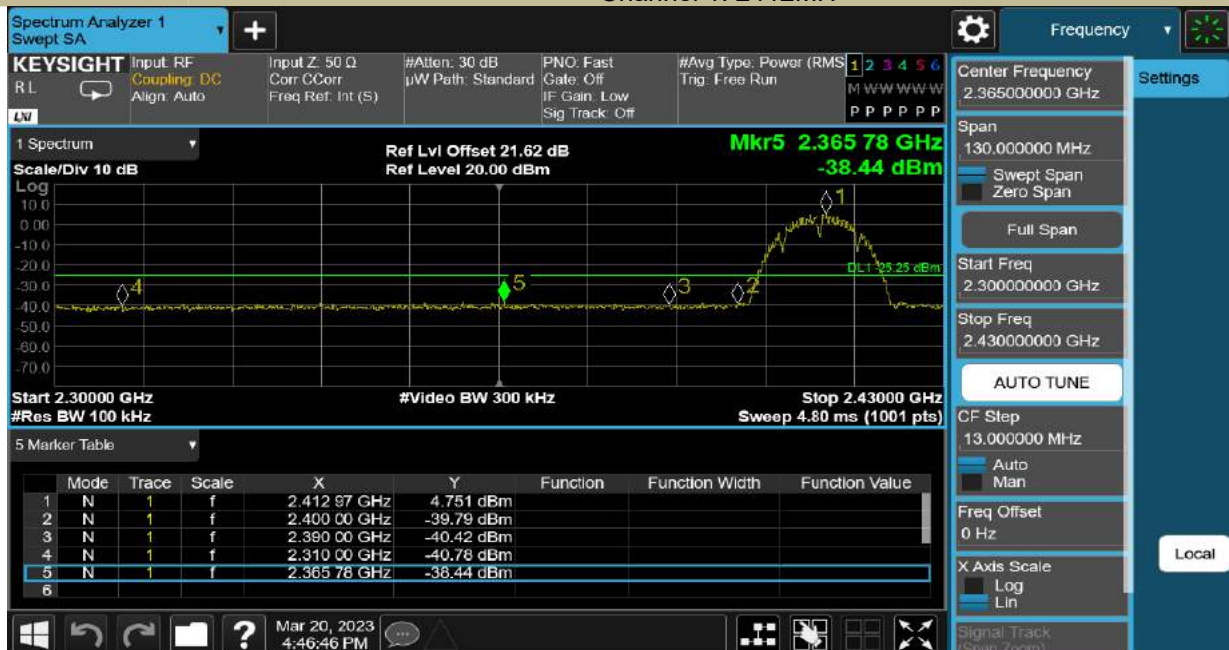 Spectrum Analyzer 1
Swept SA
+
Frequency
KEYSIGHT
RL
LXI
Input: RF
Coupling: DC
Align: Auto
Input Z: 50 Ω
Corr CCorr
Freq Ref: Int (S)
#Atten: 30 dB
µW Path: Standard
PNO: Fast
Gate: Off
IF Gain: Low
Sig Track: Off
#Avg Type: Power (RMS
Trig: Free Run
1 2 3 4 5 6
M W W W W W
P P P P P P
Center Frequency
2.365000000 GHz
Settings
Span
130.000000 MHz
Swept Span
Zero Span
Full Span
Start Freq
2.300000000 GHz
Stop Freq
2.430000000 GHz
AUTO TUNE
CF Step
13.000000 MHz
Auto
Man
Freq Offset
0 Hz
X Axis Scale
Log
Lin
Signal Track
(Span Zoom)
Local
1 Spectrum
Scale/Div 10 dB
Ref Lvl Offset 21.62 dB
Ref Level 20.00 dBm
Mkr5 2.365 78 GHz
-38.44 dBm
Log
10.0
0.00
-10.0
-20.0
-30.0
-40.0
-50.0
-60.0
-70.0
1
DL1 -25.25 dBm
4
5
3
2
Start 2.30000 GHz
#Video BW 300 kHz
Stop 2.43000 GHz
#Res BW 100 kHz
Sweep 4.80 ms (1001 pts)
5 Marker Table
Mode Trace Scale X Y Function Function Width Function Value
1 N 1 f 2.412 97 GHz 4.751 dBm
2 N 1 f 2.400 00 GHz -39.79 dBm
3 N 1 f 2.390 00 GHz -40.42 dBm
4 N 1 f 2.310 00 GHz -40.78 dBm
5 N 1 f 2.365 78 GHz -38.44 dBm
6
?
Mar 20, 2023
4:46:46 PM